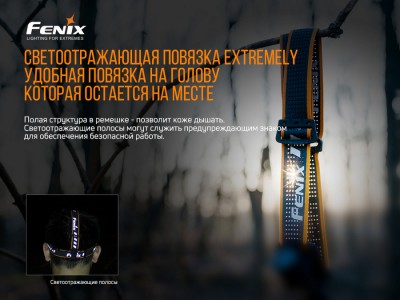 FENIX
LIGHTING FOR EXTREMES
СВЕТООТРАЖАЮЩАЯ ПОВЯЗКА EXTREMELY
УДОБНАЯ ПОВЯЗКА НА ГОЛОВУ
КОТОРАЯ ОСТАЕТСЯ НА МЕСТЕ
Полая структура в ремешке - позволит коже дышать.
Светоотражающие полосы могут служить предупреждающим знаком
для обеспечения безопасной работы.
FENIX
Светоотражающие полосы